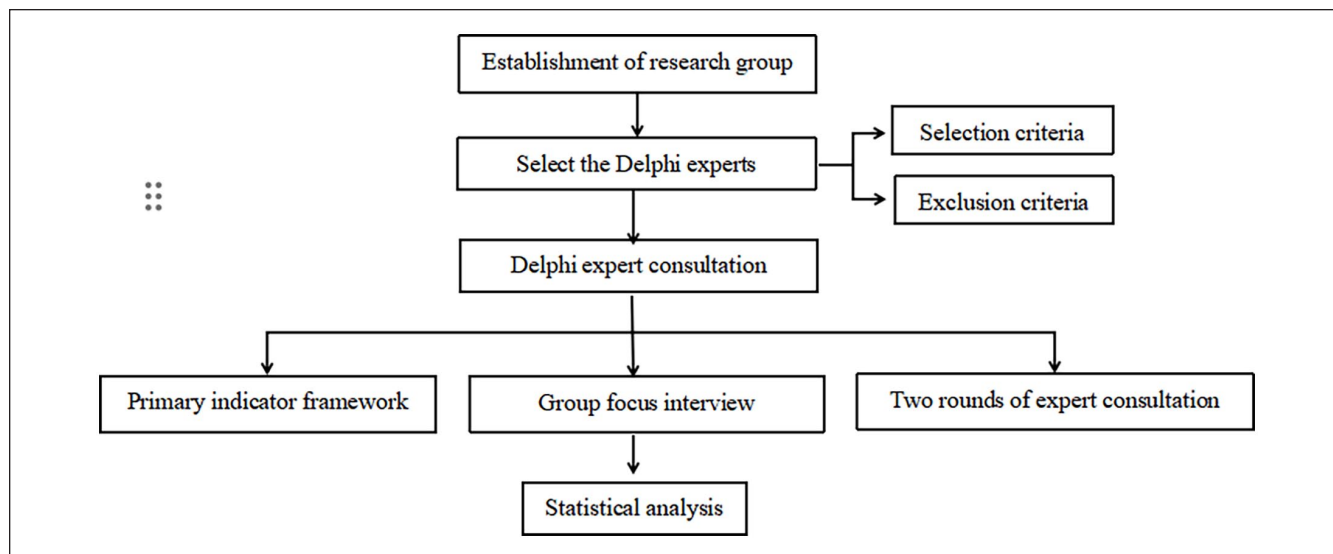 Establishment of research group
Selection criteria
Select the Delphi experts
Exclusion criteria
Delphi expert consultation
Primary indicator framework
Group focus interview
Two rounds of expert consultation
Statistical analysis